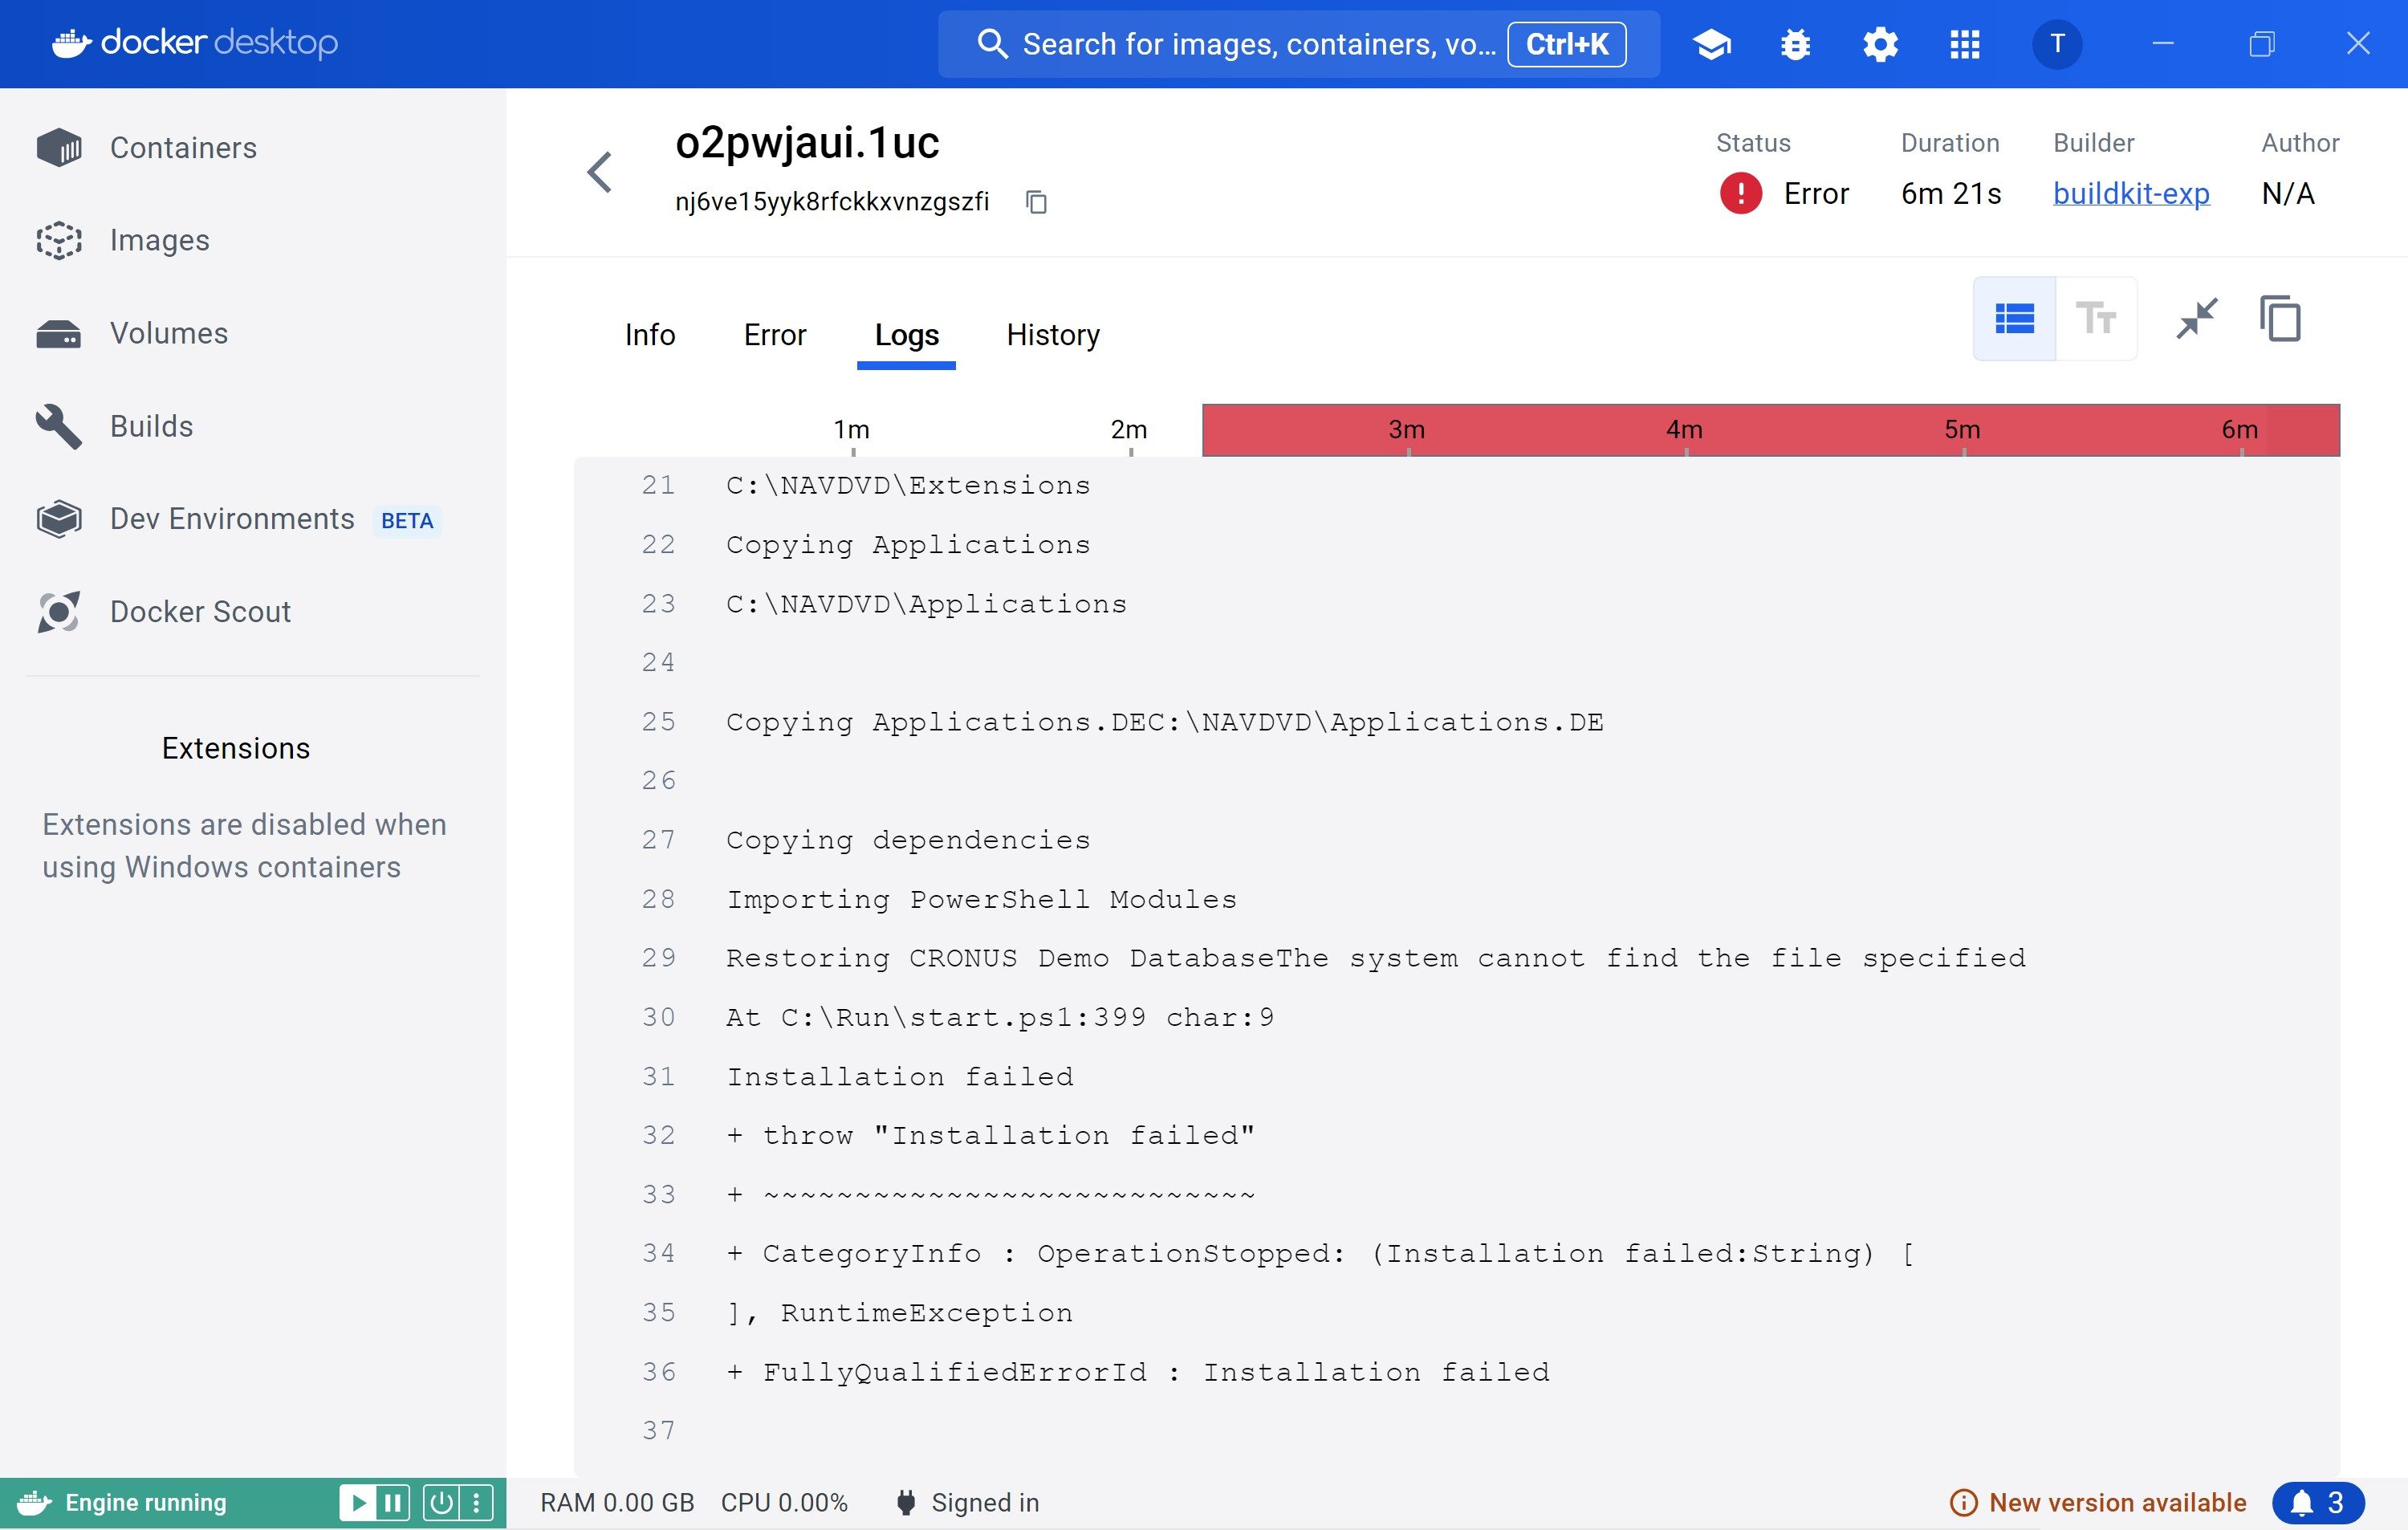 docker desktop
Search for images, containers, vo... Ctrl+K
T
Containers
Images
Volumes
Builds
Dev Environments BETA
Docker Scout
Extensions
Extensions are disabled when
using Windows containers
o2pwjaui.1uc
nj6ve15yyk8rfckkxvnzgszfi
Status Duration Builder Author
Error 6m 21s buildkit-exp N/A
Info Error Logs History
Tт
1m 2m 3m 4m 5m 6m
21 C:\NAVDVD\Extensions
22 Copying Applications
23 C:\NAVDVD\Applications
24
25 Copying Applications.DEC:\NAVDVD\Applications.DE
26
27 Copying dependencies
28 Importing PowerShell Modules
29 Restoring CRONUS Demo DatabaseThe system cannot find the file specified
30 At C:\Run\start.ps1:399 char:9
31 Installation failed
32 + throw "Installation failed"
33 + ~~~~~~~~~~~~~~~~~~~~~~~~~~~
34 + CategoryInfo : OperationStopped: (Installation failed:String) [
35 ], RuntimeException
36 + FullyQualifiedErrorId : Installation failed
37
Engine running
RAM 0.00 GB CPU 0.00% Signed in
New version available 3